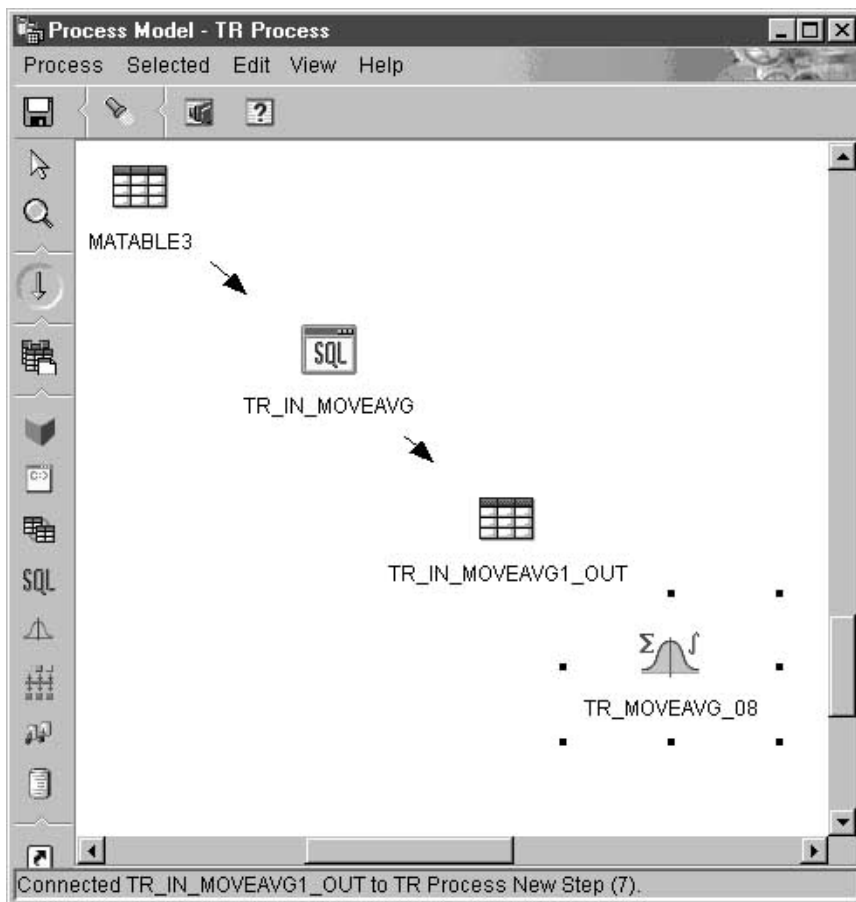 Process Model - TR Process
Process Selected Edit View Help
MATABLE3
SQL
TR_IN_MOVEAVG
TR_IN_MOVEAVG1_OUT
SQL
Σ ∫
TR_MOVEAVG_08
Connected TR_IN_MOVEAVG1_OUT to TR Process New Step (7).